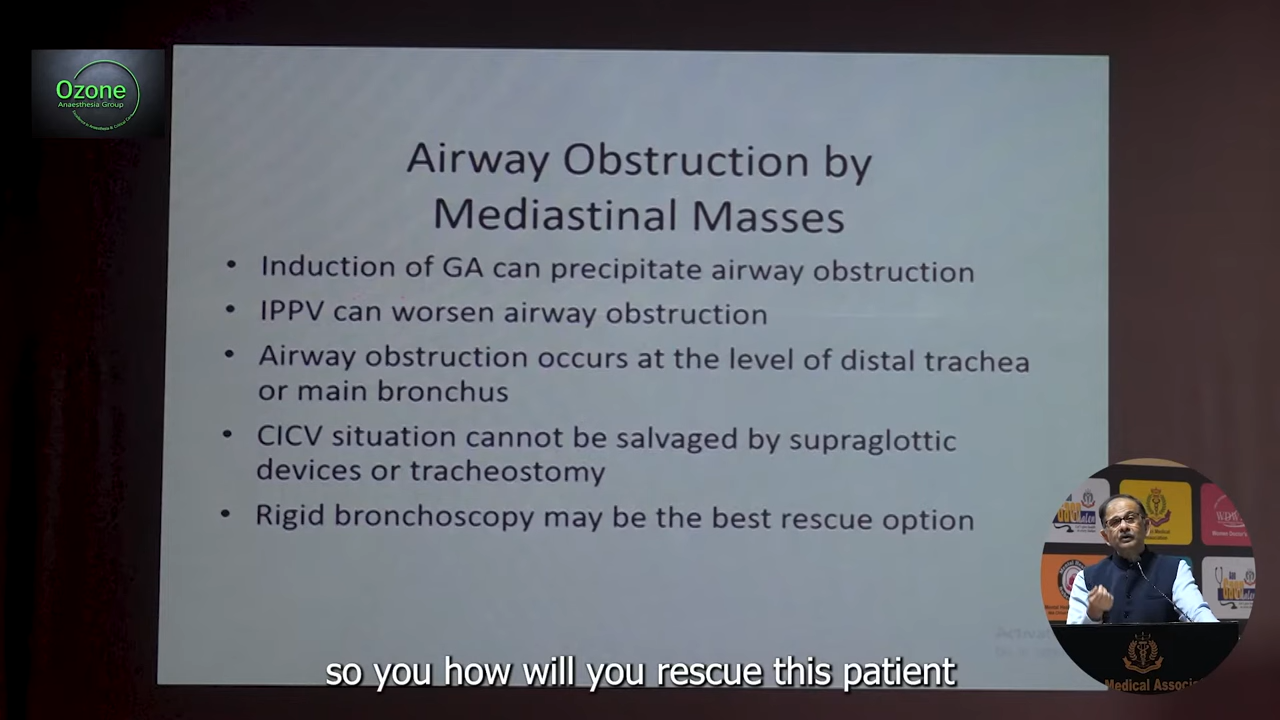 Ozone
Anaesthesia Group
Airway Obstruction by
Mediastinal Masses
• Induction of GA can precipitate airway obstruction
• IPPV can worsen airway obstruction
• Airway obstruction occurs at the level of distal trachea
or main bronchus
• CICV situation cannot be salvaged by supraglottic
devices or tracheostomy
• Rigid bronchoscopy may be the best rescue option
so you how will you rescue this patient